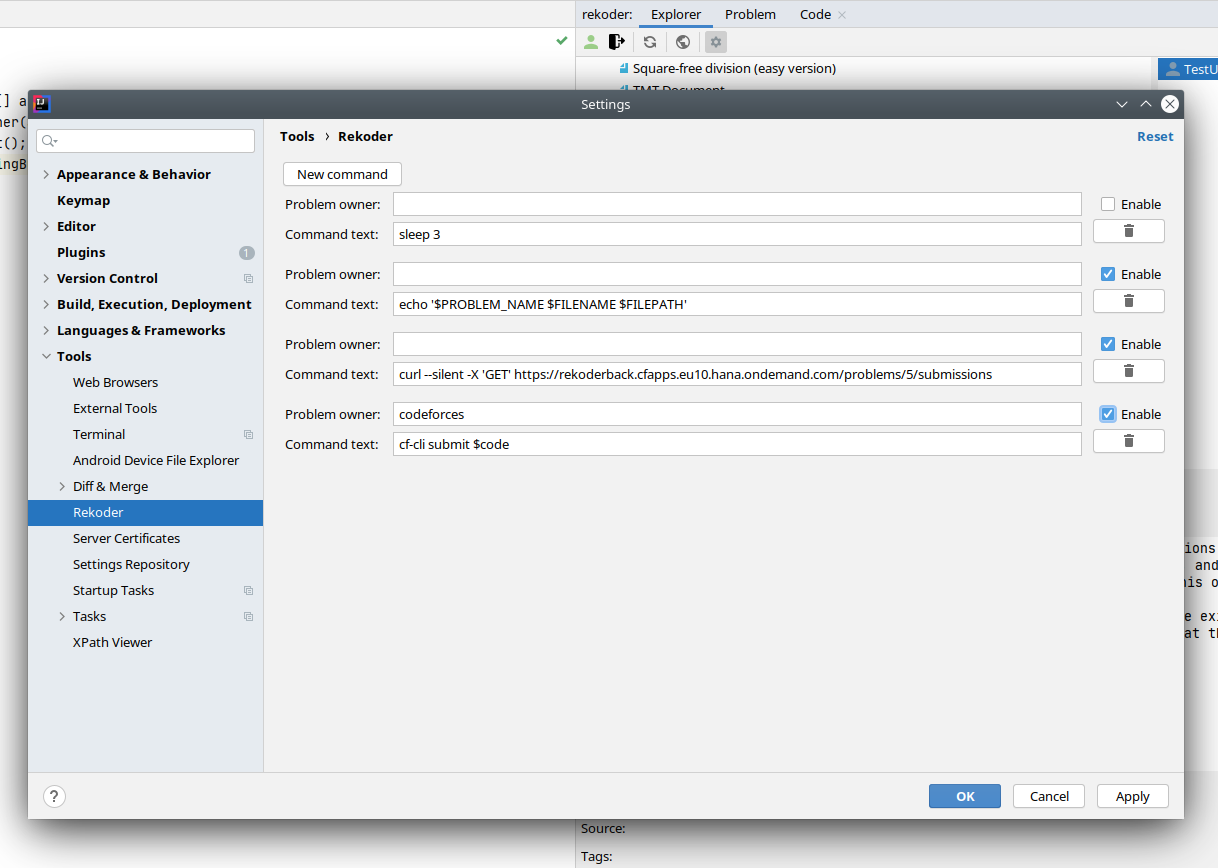 rekoder: Explorer Problem Code
Square-free division (easy version)
TMT Document
TestU
[] a
ner(
t();
ingB
Settings
Tools › Rekoder
Reset
Appearance & Behavior
Keymap
Editor
Plugins 1
Version Control
Build, Execution, Deployment
Languages & Frameworks
Tools
Web Browsers
External Tools
Terminal
Android Device File Explorer
Diff & Merge
Rekoder
Server Certificates
Settings Repository
Startup Tasks
Tasks
XPath Viewer
New command
Problem owner:
Enable
Command text: sleep 3
Problem owner:
Enable
Command text: echo '$PROBLEM_NAME $FILENAME $FILEPATH'
Problem owner:
Enable
Command text: curl --silent -X 'GET' https://rekoderback.cfapps.eu10.hana.ondemand.com/problems/5/submissions
Problem owner: codeforces
Enable
Command text: cf-cli submit $code
ions
and
his o
e exi
at th
? OK Cancel Apply
Source:
Tags: